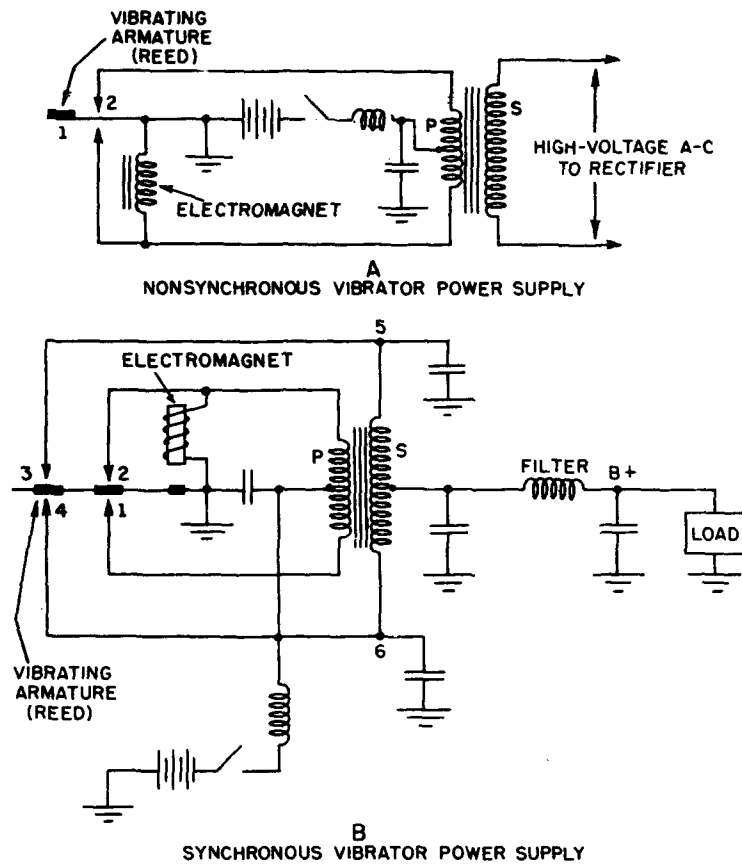 VIBRATING
ARMATURE
(REED)
2
1
P
S
HIGH-VOLTAGE A-C
TO RECTIFIER
ELECTROMAGNET
A
NONSYNCHRONOUS VIBRATOR POWER SUPPLY
5
ELECTROMAGNET
P
S
3
2
4
1
FILTER
B+
LOAD
6
VIBRATING
ARMATURE
(REED)
B
SYNCHRONOUS VIBRATOR POWER SUPPLY